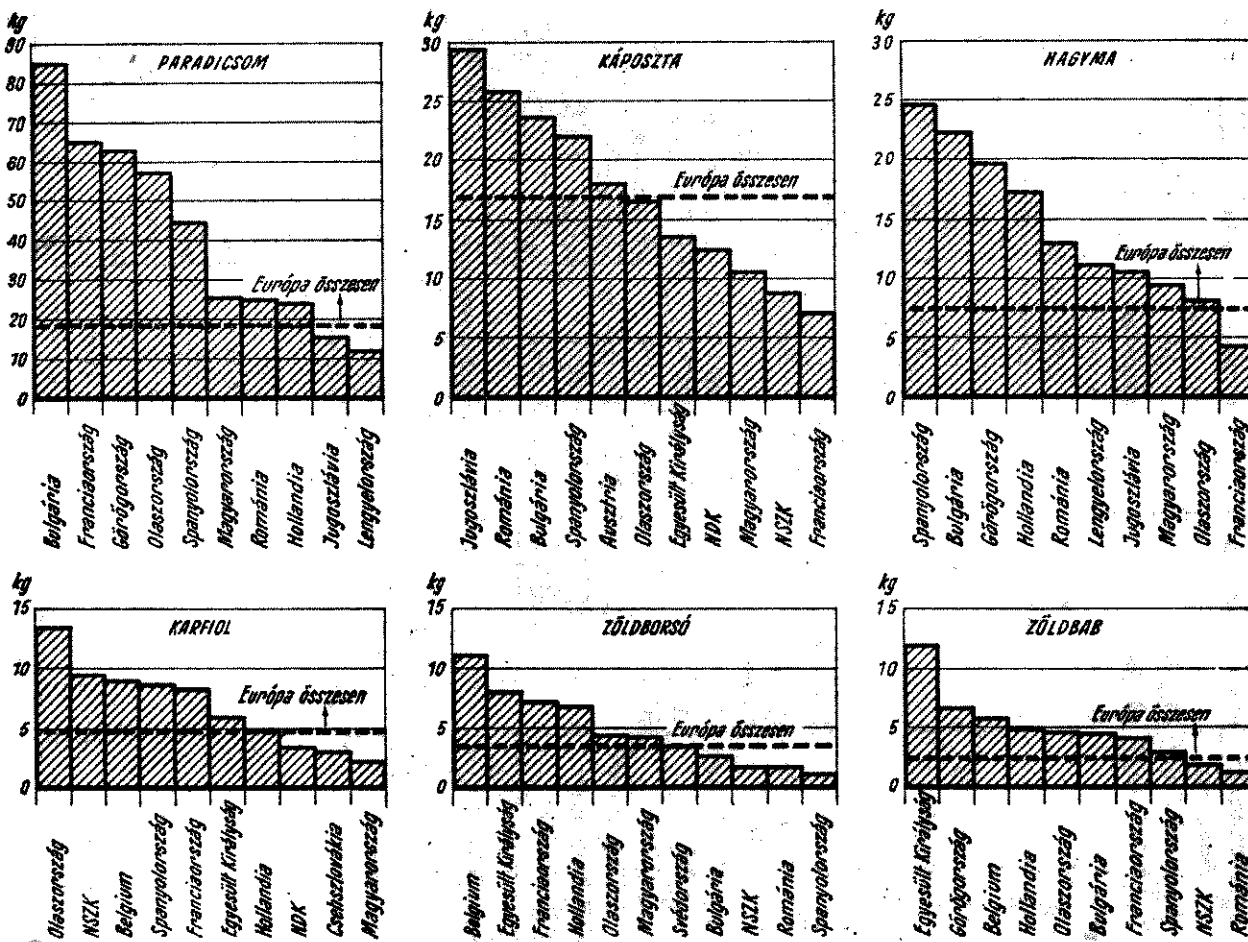 kg
PARADICSOM
90
80
70
60
50
40
30
20
10
0
Európa összesen
Bulgária
Franciaország
Görögország
Olaszország
Spanyolország
Magyarország
Románia
Hollandia
Jugoszlávia
Lengyelország
kg
KÁPOSZTA
30
25
20
15
10
5
0
Európa összesen
Jugoszlávia
Románia
Bulgária
Spanyolország
Ausztria
Olaszország
Egyesült Királyság
NDK
Magyarország
NSZK
Franciaország
kg
HAGYMA
30
25
20
15
10
5
0
Európa összesen
Spanyolország
Bulgária
Görögország
Hollandia
Románia
Lengyelország
Jugoszlávia
Magyarország
Olaszország
Franciaország
kg
KARFIOL
15
10
5
0
Európa összesen
Olaszország
NSZK
Belgium
Spanyolország
Franciaország
Egyesült Királyság
Hollandia
NDK
Csehszlovákia
Magyarország
kg
ZÖLDBORSÓ
15
10
5
0
Európa összesen
Belgium
Egyesült Királyság
Franciaország
Hollandia
Olaszország
Magyarország
Svédország
Bulgária
NSZK
Románia
Spanyolország
kg
ZÖLDBAB
15
10
5
0
Európa összesen
Egyesült Királyság
Görögország
Belgium
Hollandia
Olaszország
Bulgária
Franciaország
Spanyolország
NSZK
Románia